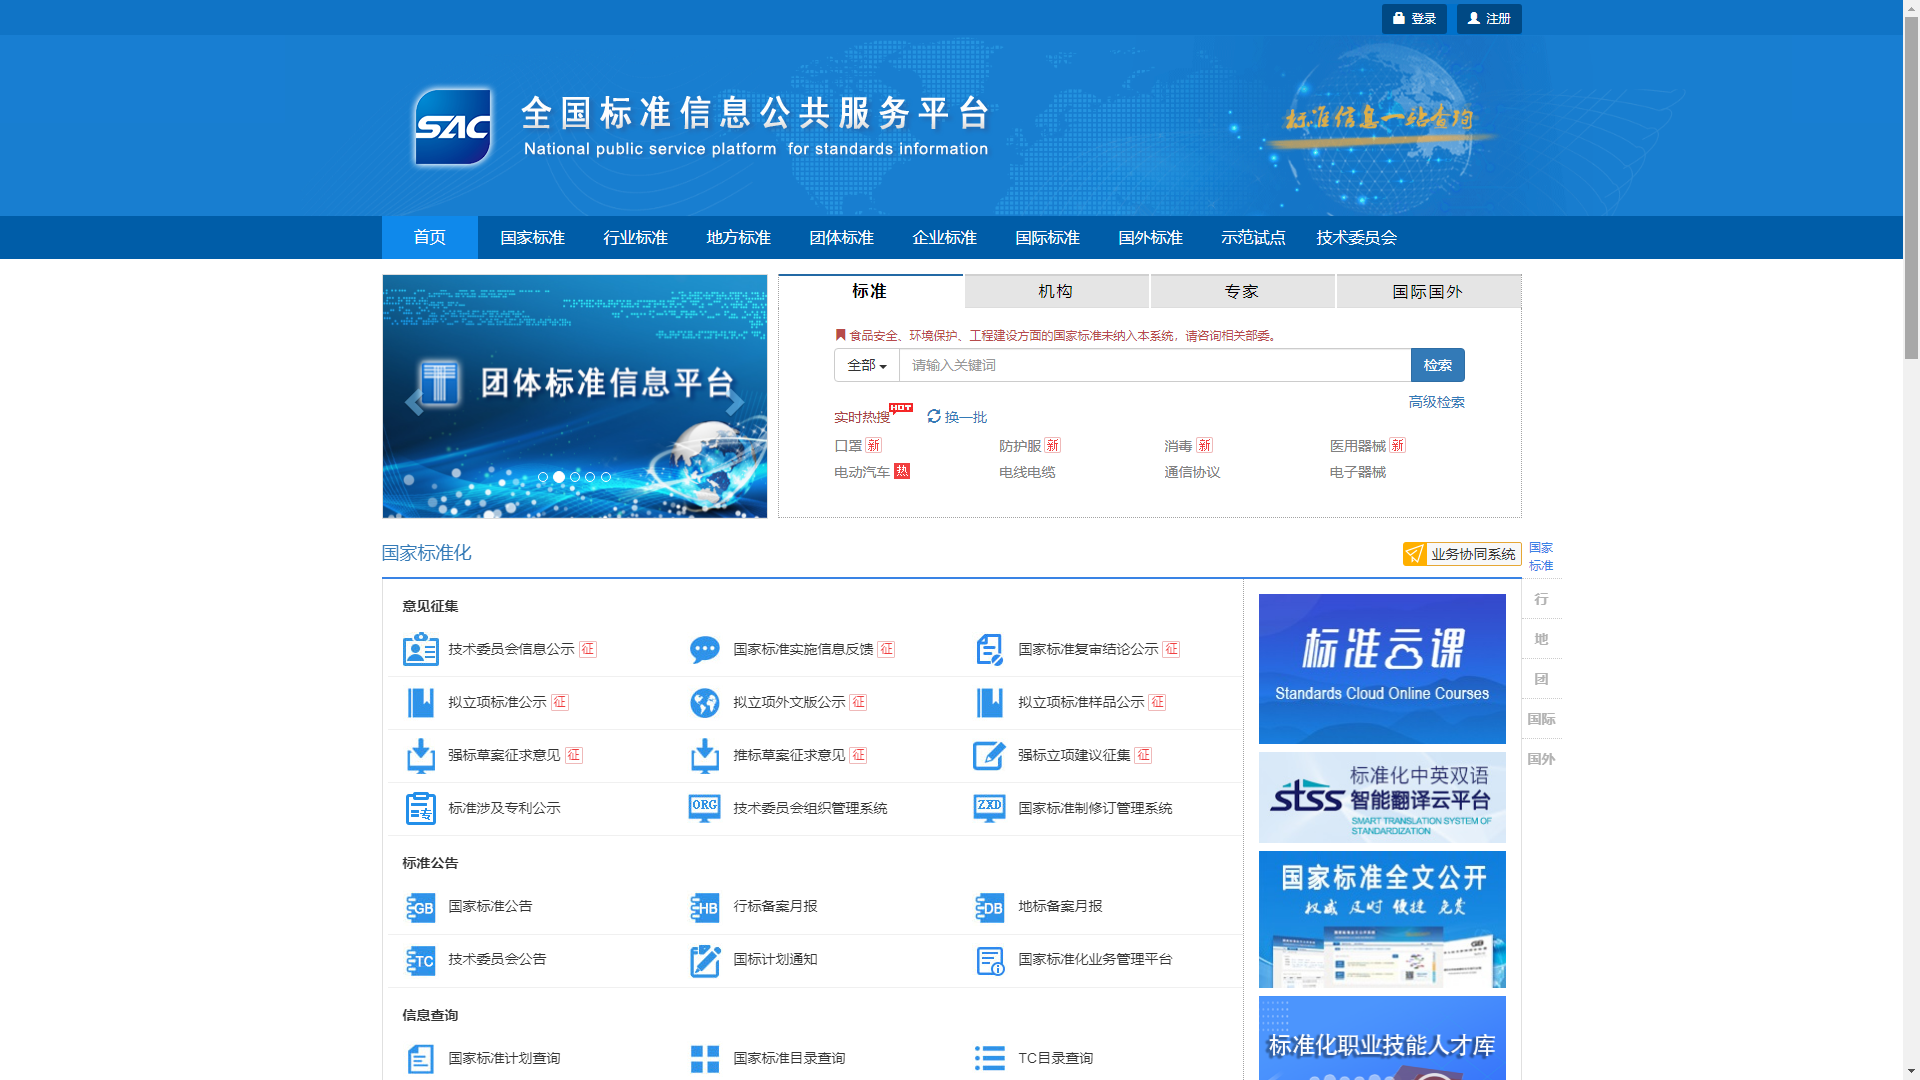 登录 注册
SAC
全国标准信息公共服务平台
National public service platform for standards information
标准信息一站查询
首页 国家标准 行业标准 地方标准 团体标准 企业标准 国际标准 国外标准 示范试点 技术委员会
团体标准信息平台
标准 机构 专家 国际国外
食品安全、环境保护、工程建设方面的国家标准未纳入本系统，请咨询相关部委。
全部 请输入关键词 检索
高级检索
实时热搜 HOT 换一批
口罩 新 防护服 新 消毒 新 医用器械 新
电动汽车 热 电线电缆 通信协议 电子器械
国家标准化
业务协同系统
国家
标准
行
地
团
国际
国外
意见征集
技术委员会信息公示 征 国家标准实施信息反馈 征 国家标准复审结论公示 征
拟立项标准公示 征 拟立项外文版公示 征 拟立项标准样品公示 征
强标草案征求意见 征 推标草案征求意见 征 强标立项建议征集 征
专 标准涉及专利公示 ORG 技术委员会组织管理系统 ZXD 国家标准制修订管理系统
标准公告
GB 国家标准公告 HB 行标备案月报 DB 地标备案月报
TC 技术委员会公告 国标计划通知 国家标准化业务管理平台
信息查询
国家标准计划查询 国家标准目录查询 TC目录查询
标准云课
Standards Cloud Online Courses
stss 标准化中英双语
智能翻译云平台
SMART TRANSLATION SYSTEM OF
STANDARDIZATION
国家标准全文公开
权威 及时 便捷 免费
标准化职业技能人才库